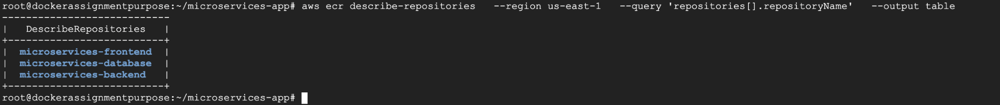 root@dockerassignmentpurpose:~/microservices-app# aws ecr describe-repositories   --region us-east-1   --query 'repositories[].repositoryName'   --output table
----------------------------
|   DescribeRepositories   |
+--------------------------+
|  microservices-frontend  |
|  microservices-database  |
|  microservices-backend   |
+--------------------------+
root@dockerassignmentpurpose:~/microservices-app#